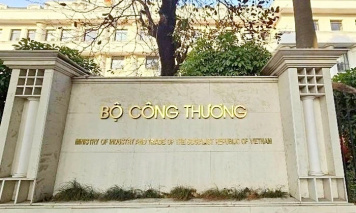 BỘ CÔNG THƯƠNG
MINISTRY OF INDUSTRY AND TRADE OF THE SOCIALIST REPUBLIC OF VIETNAM